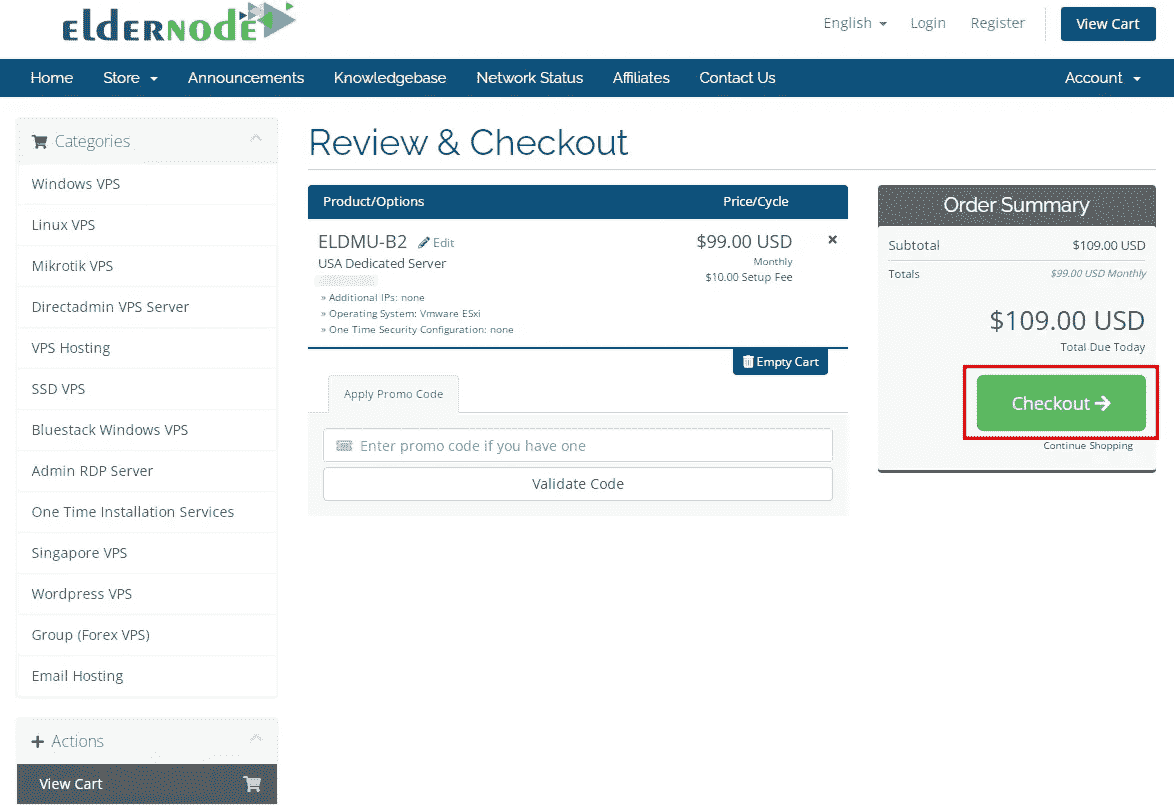 ELDERNODE
English
Login
Register
View Cart
Home
Store
Announcements
Knowledgebase
Network Status
Affiliates
Contact Us
Account
Categories
Windows VPS
Linux VPS
Mikrotik VPS
Directadmin VPS Server
VPS Hosting
SSD VPS
Bluestack Windows VPS
Admin RDP Server
One Time Installation Services
Singapore VPS
Wordpress VPS
Group (Forex VPS)
Email Hosting
Actions
View Cart
Review & Checkout
Product/Options Price/Cycle
ELDMU-B2 Edit $99.00 USD
USA Dedicated Server Monthly
$10.00 Setup Fee
» Additional IPs: none
» Operating System: Vmware ESxi
» One Time Security Configuration: none
Empty Cart
Apply Promo Code
Enter promo code if you have one
Validate Code
Order Summary
Subtotal $109.00 USD
Totals $99.00 USD Monthly
$109.00 USD
Total Due Today
Checkout
Continue Shopping